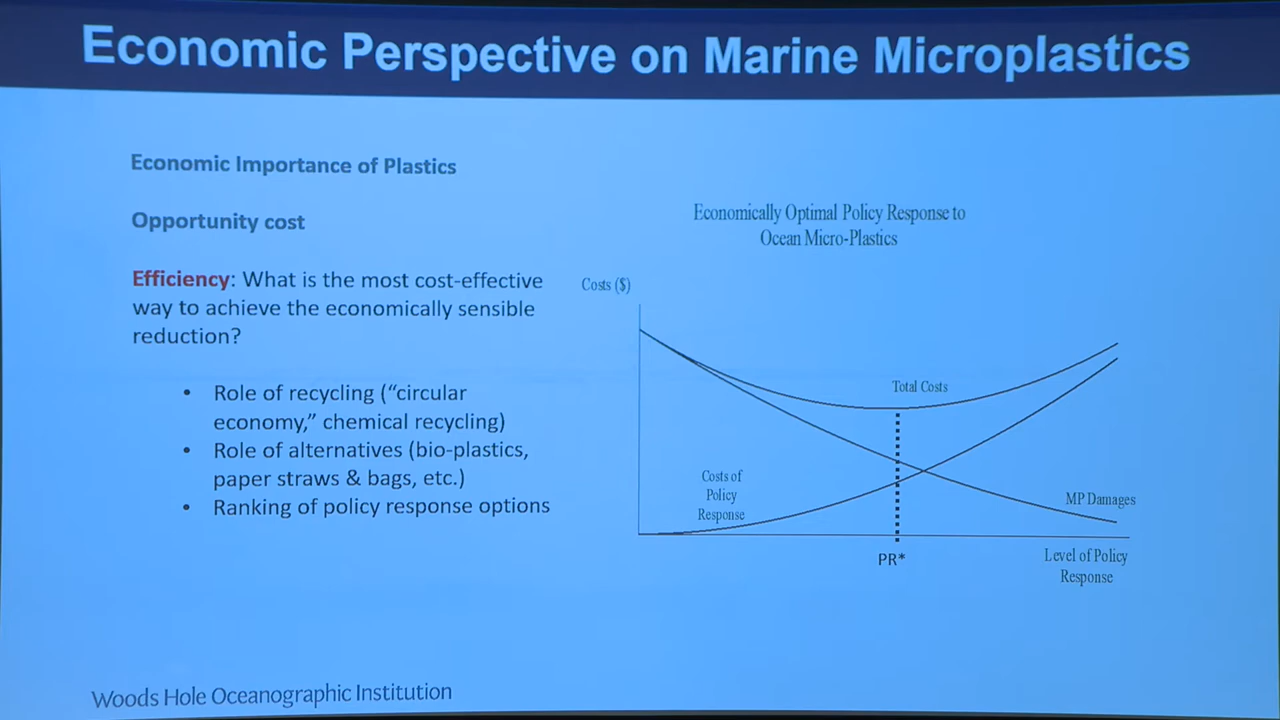 Economic Perspective on Marine Microplastics
Economic Importance of Plastics
Opportunity cost
Efficiency: What is the most cost-effective
way to achieve the economically sensible
reduction?
• Role of recycling (“circular
economy,” chemical recycling)
• Role of alternatives (bio-plastics,
paper straws & bags, etc.)
• Ranking of policy response options
Economically Optimal Policy Response to
Ocean Micro-Plastics
Costs ($)
Total Costs
Costs of
Policy
Response
MP Damages
PR*
Level of Policy
Response
Woods Hole Oceanographic Institution